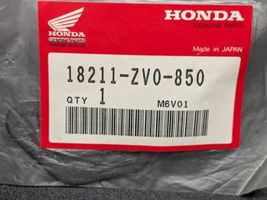 HONDA
HONDA
GENUINE PARTS
Made in JAPAN
18211-ZV0-850
QTY 1 M6V01